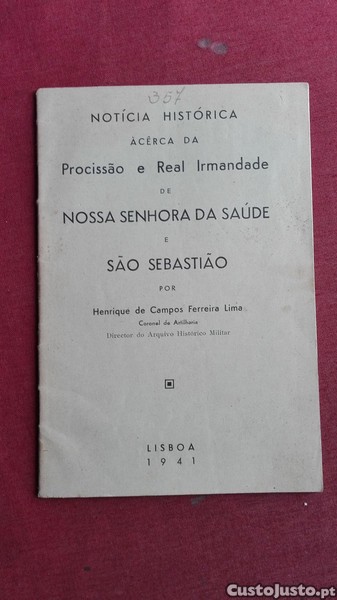 357
NOTÍCIA HISTÓRICA
ÀCÊRCA DA
Procissão e Real Irmandade
DE
NOSSA SENHORA DA SAÚDE
E
SÃO SEBASTIÃO
POR
Henrique de Campos Ferreira Lima
Coronel de Artilharia
Director do Arquivo Histórico Militar
LISBOA
1941
CustoJusto.pt